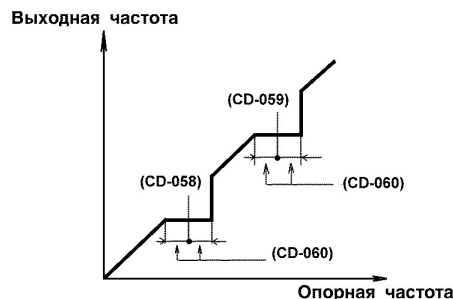 Выходная частота
(CD-059)
(CD-058)
(CD-060)
(CD-060)
Опорная частота